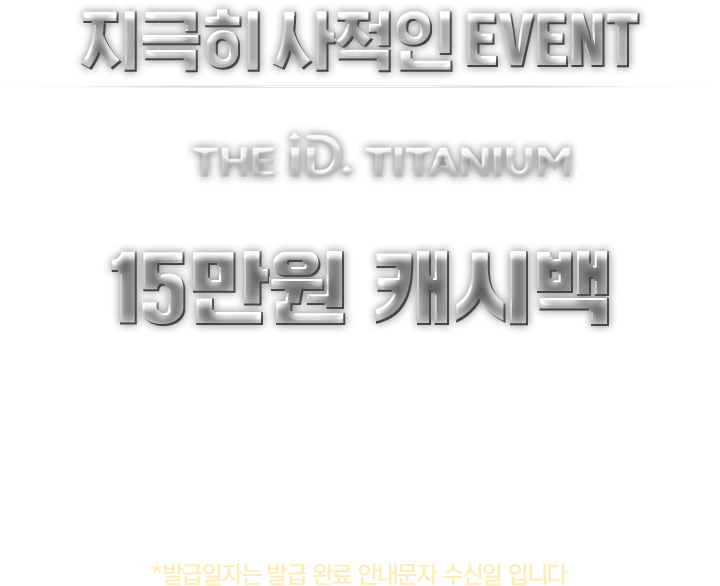 지극히 사적인 EVENT
THE iD. TITANIUM
15만원 캐시백
*발급일자는 발급 완료 안내문자 수신일 입니다